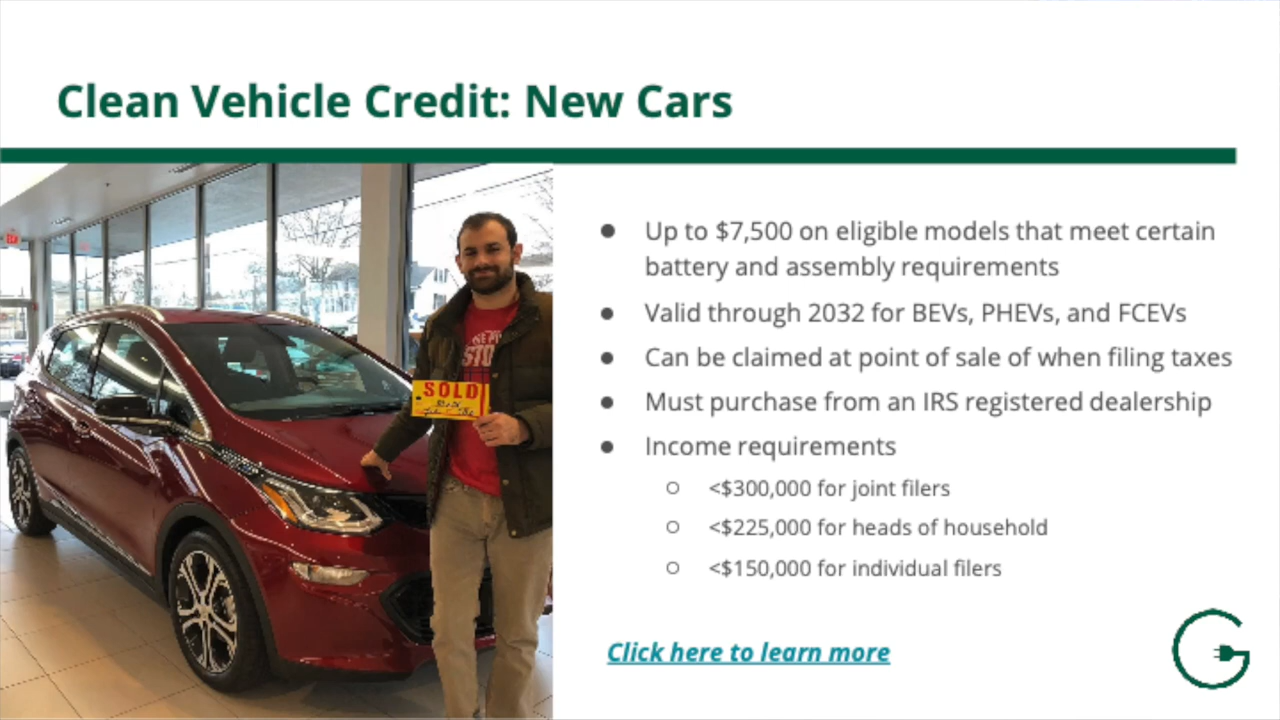 Clean Vehicle Credit: New Cars
● Up to $7,500 on eligible models that meet certain
battery and assembly requirements
● Valid through 2032 for BEVs, PHEVs, and FCEVs
● Can be claimed at point of sale of when filing taxes
● Must purchase from an IRS registered dealership
● Income requirements
○ <$300,000 for joint filers
○ <$225,000 for heads of household
○ <$150,000 for individual filers
Click here to learn more
SOLD